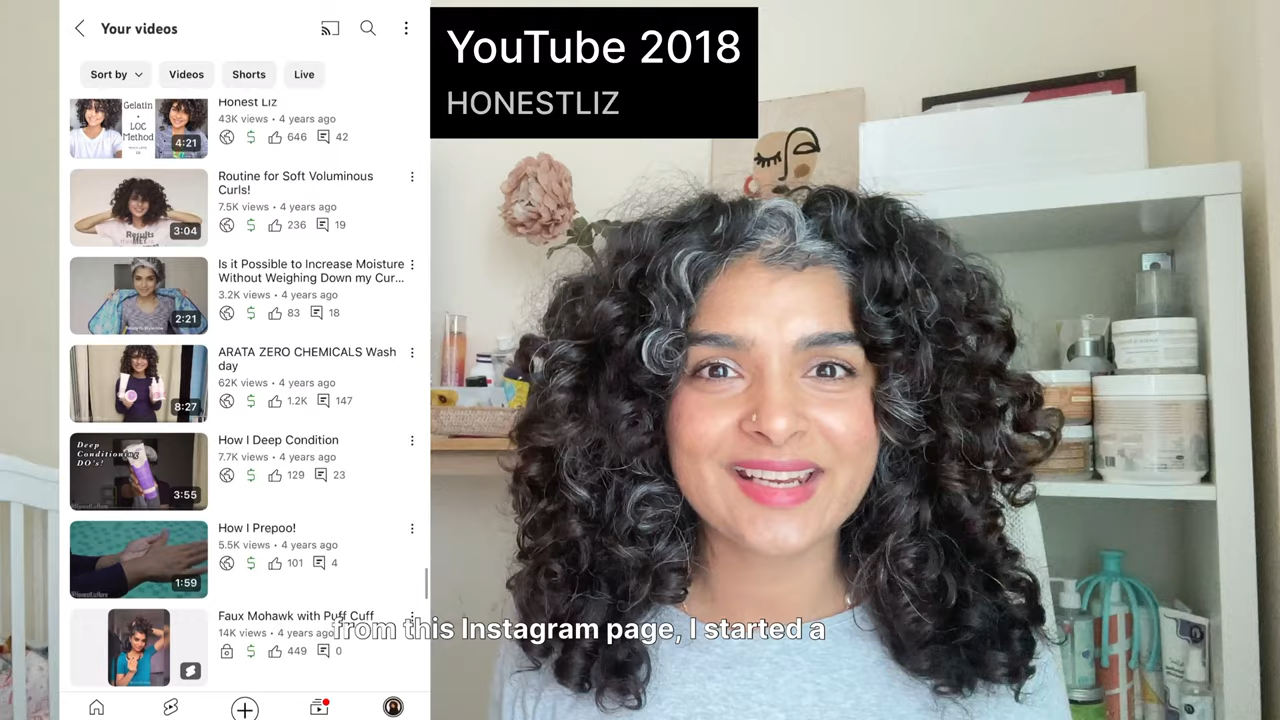 Your videos
Sort by
Videos
Shorts
Live
Gelatin
+
LOC
Method
4:21
Honest Liz
43K views • 4 years ago
646
42
Results
MET
3:04
Routine for Soft Voluminous
Curls!
7.5K views • 4 years ago
236
19
2:21
Is it Possible to Increase Moisture
Without Weighing Down my Cur...
3.2K views • 4 years ago
83
18
8:27
ARATA ZERO CHEMICALS Wash
day
62K views • 4 years ago
1.2K
147
Deep
Conditioning
DO's!
3:55
How I Deep Condition
7.7K views • 4 years ago
129
23
1:59
How I Prepoo!
5.5K views • 4 years ago
101
4
Faux Mohawk with Puff Cuff
14K views • 4 years ago
449
0
YouTube 2018
HONESTLIZ
from this Instagram page, I started a